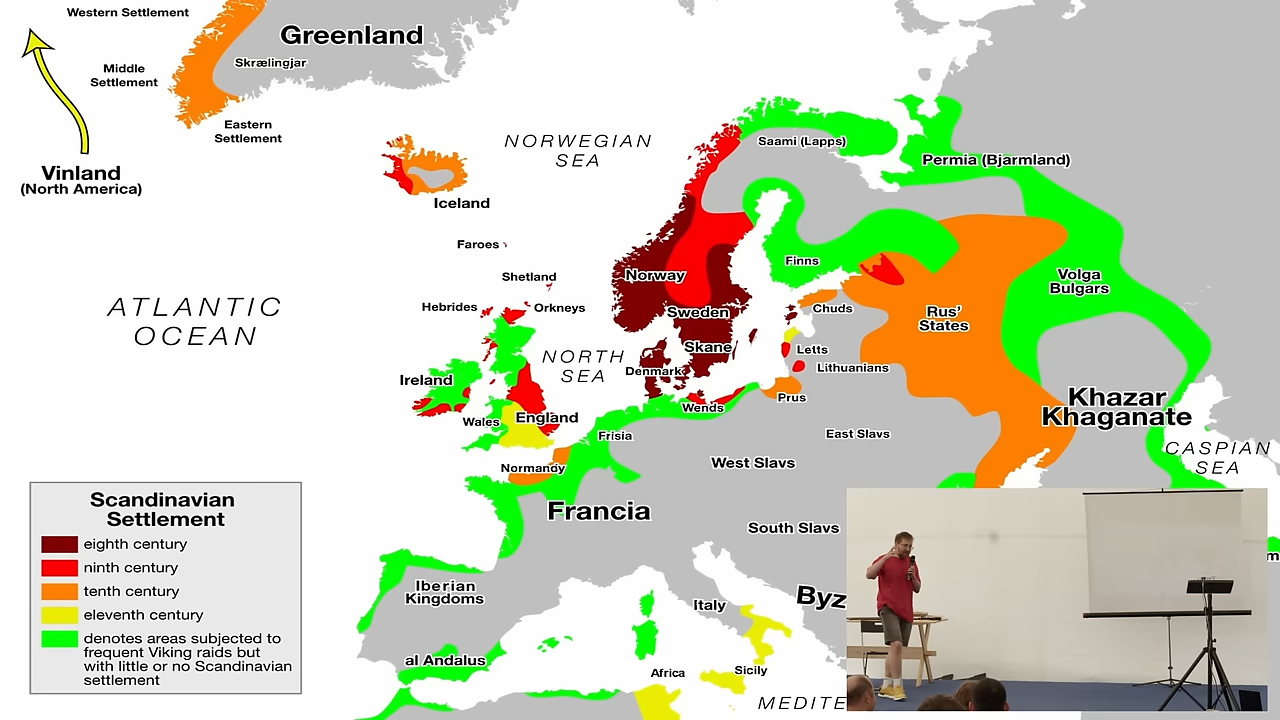 Western Settlement
Greenland
Skrælingjar
Middle
Settlement
Eastern
Settlement
Vinland
(North America)
NORWEGIAN
SEA
Saami (Lapps)
Permia (Bjarmland)
Iceland
Faroes
Shetland
Hebrides
Orkneys
ATLANTIC
OCEAN
Norway
Sweden
Skane
Denmark
Finns
Volga
Bulgars
Chuds
Rus'
States
Letts
Lithuanians
NORTH
SEA
Ireland
Wales
England
Wends
Prus
Khazar
Khaganate
Frisia
East Slavs
CASPIAN
SEA
Normandy
West Slavs
Francia
South Slavs
Iberian
Kingdoms
Italy
Byz
al Andalus
Africa
Sicily
MEDITE
m
Scandinavian
Settlement
eighth century
ninth century
tenth century
eleventh century
denotes areas subjected to
frequent Viking raids but
with little or no Scandinavian
settlement